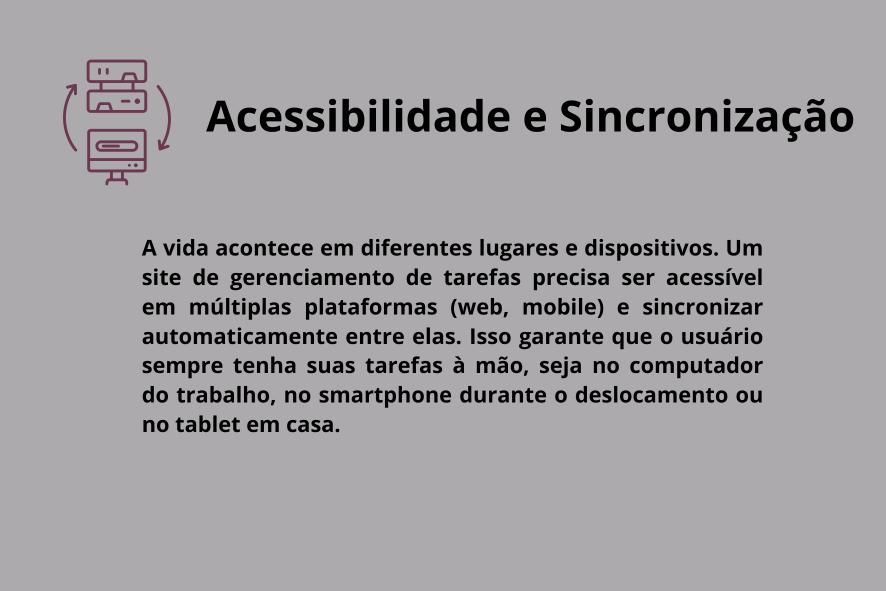 Acessibilidade e Sincronização
A vida acontece em diferentes lugares e dispositivos. Um
site de gerenciamento de tarefas precisa ser acessível
em múltiplas plataformas (web, mobile) e sincronizar
automaticamente entre elas. Isso garante que o usuário
sempre tenha suas tarefas à mão, seja no computador
do trabalho, no smartphone durante o deslocamento ou
no tablet em casa.